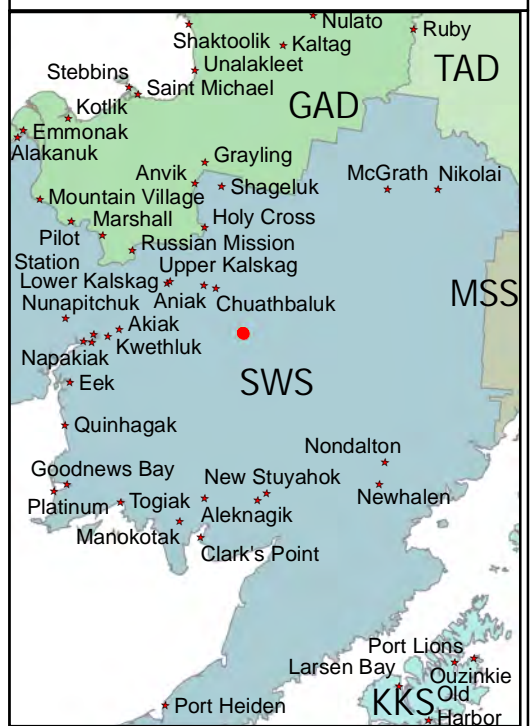 Nulato
Ruby
Shaktoolik
Kaltag
Unalakleet
TAD
Stebbins
Saint Michael
GAD
Kotlik
Emmonak
Alakanuk
Grayling
Anvik
Shageluk
McGrath
Nikolai
Mountain Village
Marshall
Holy Cross
Pilot
Station
Russian Mission
Upper Kalskag
Lower Kalskag
Nunapitchuk
Aniak
Chuathbaluk
MSS
Akiak
Kwethluk
Napakiak
Eek
SWS
Quinhagak
Nondalton
Goodnews Bay
New Stuyahok
Newhalen
Platinum
Togiak
Aleknagik
Manokotak
Clark's Point
Port Lions
Larsen Bay
Ouzinkie
KKS
Old
Harbor
Port Heiden